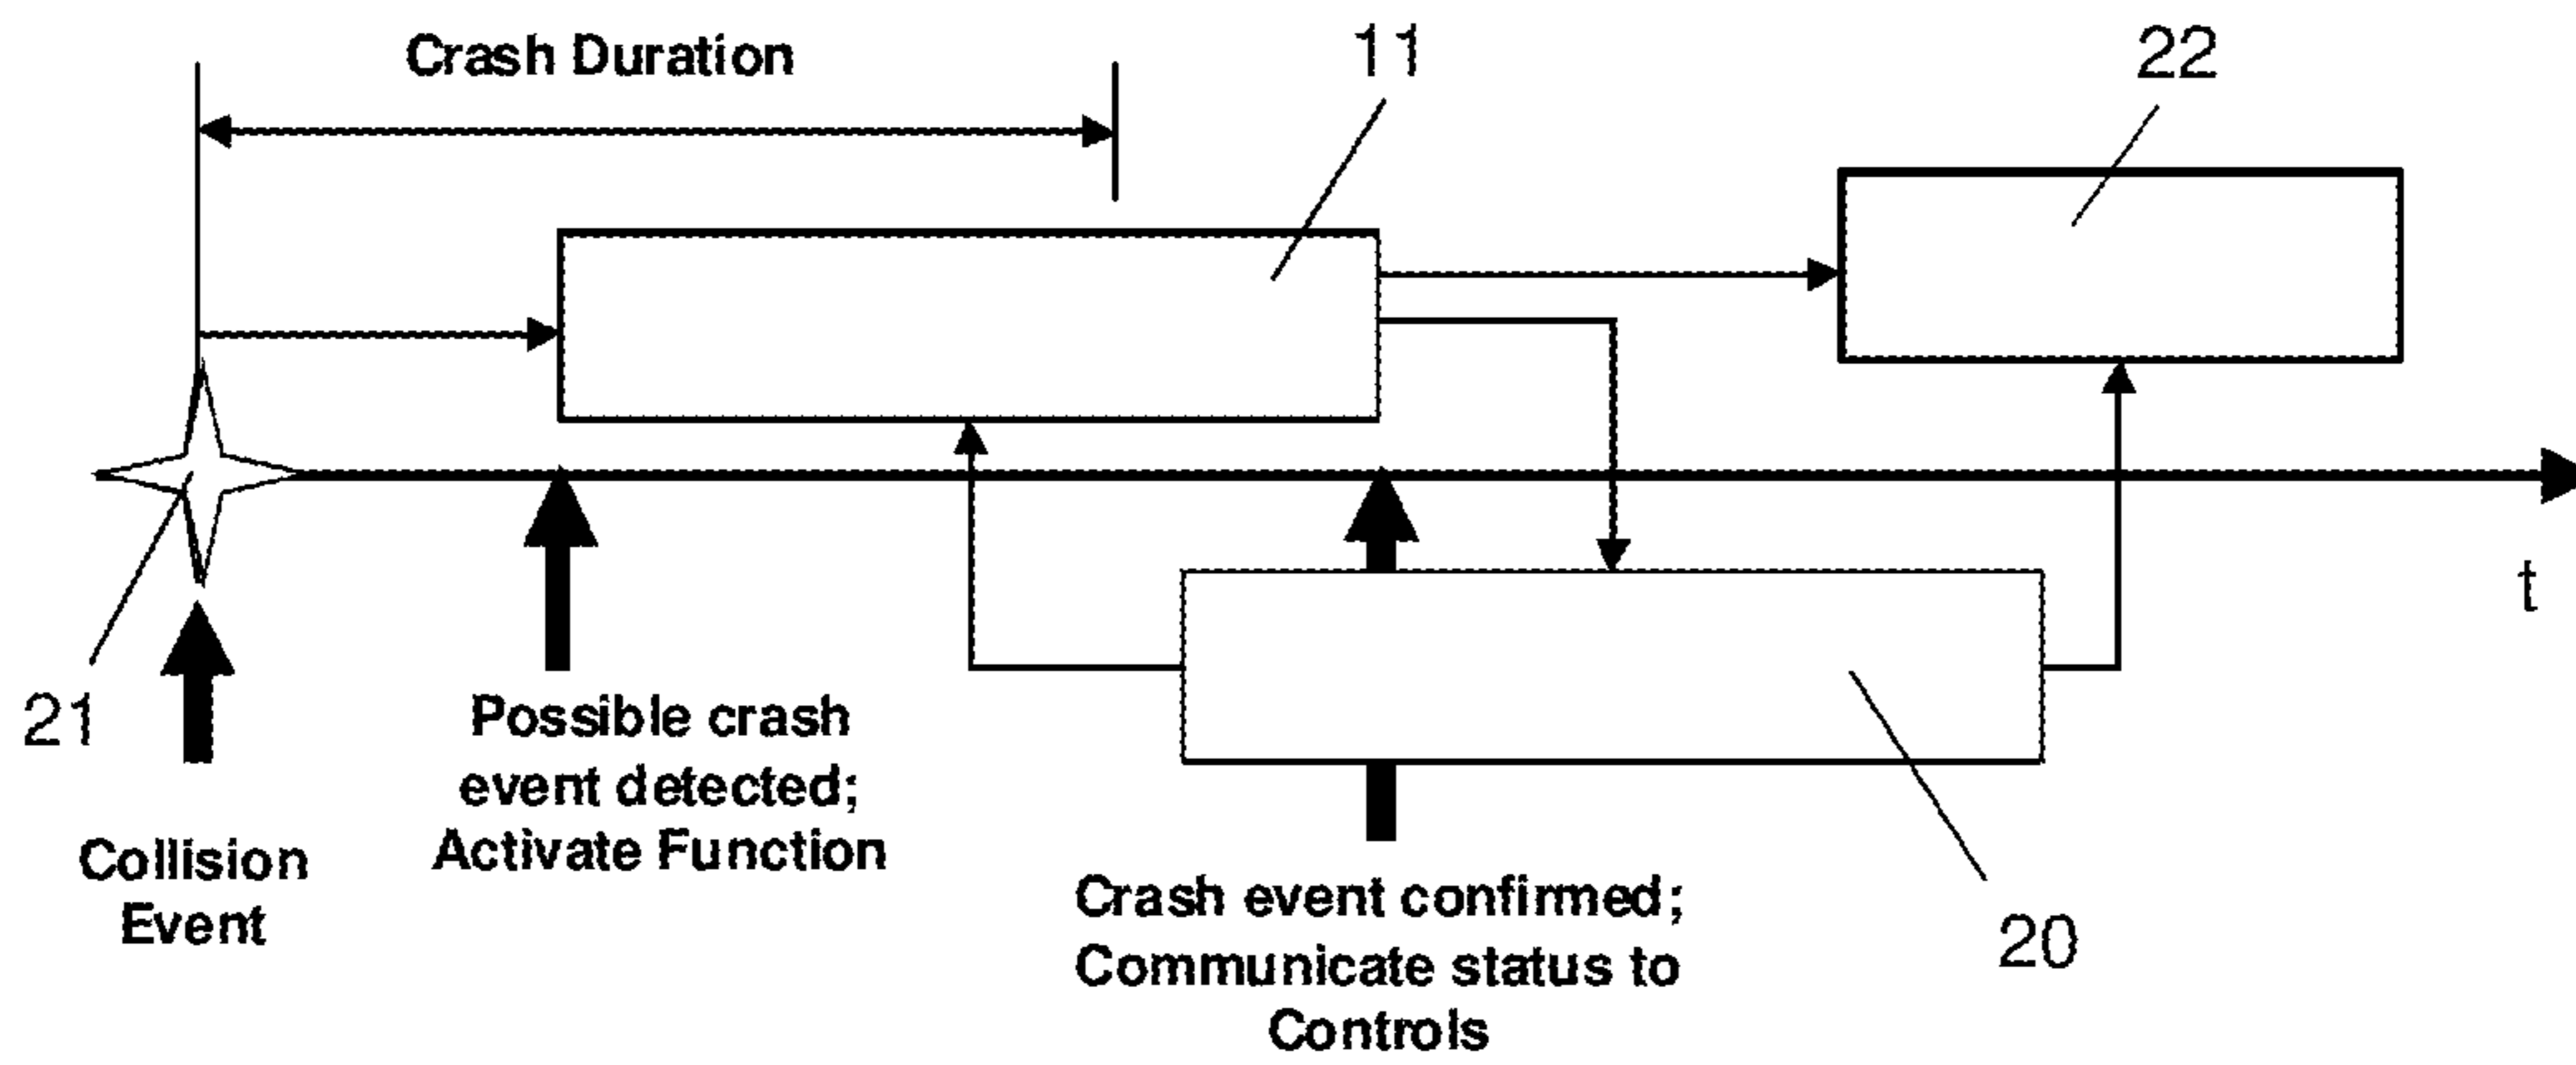 Crash Duration
11
22
t
21
Possible crash
event detected;
Activate Function
Collision
Event
Crash event confirmed;
Communicate status to
Controls
20